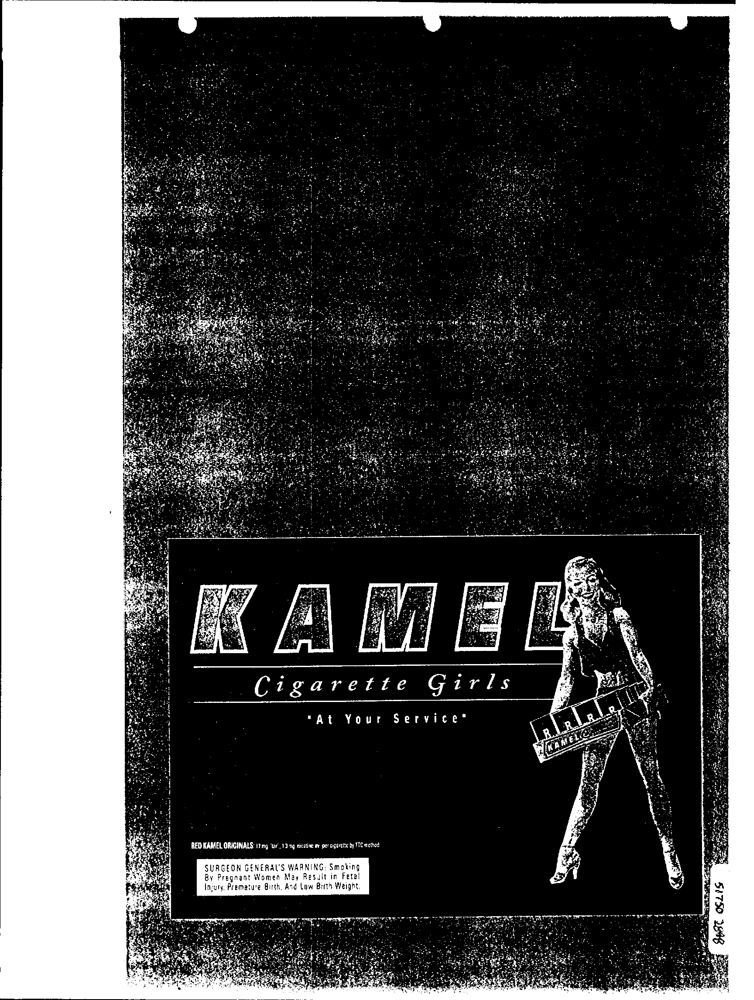 KAMEL
Cigarette Girls
"At Your Service"
R R R R
KAMEL
RED KAMEL ORIGINALS 17 mg "tar", 1.3 mg nicotine av. per cigarette by FTC method
SURGEON GENERAL'S WARNING: Smoking
By Pregnant Women May Result in Fetal
Injury, Premature Birth, And Low Birth Weight.
51750 2848